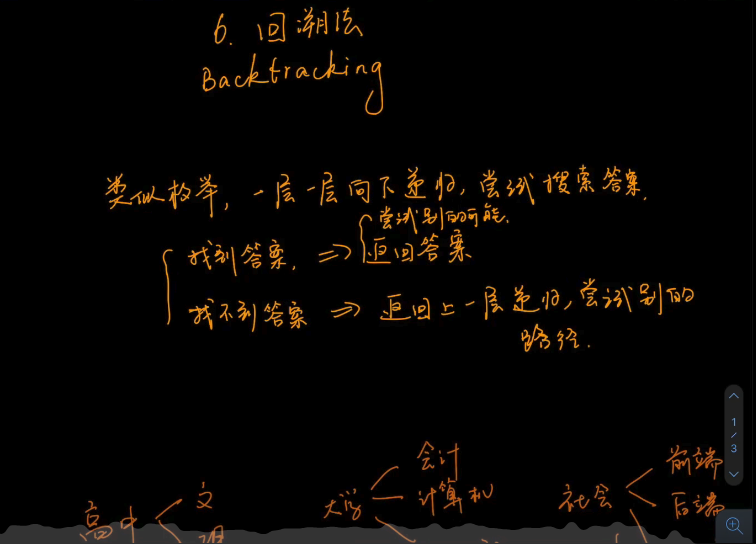 6. 回溯法
Backtracking
类似枚举，一层一层向下递归，尝试搜索答案.
尝试别的可能.
找到答案, ⇒ 返回答案
找不到答案 ⇒ 返回上一层递归, 尝试别的
路径.
会计
前端
文
大学
计算机
社会
后端
高中
1
/
3